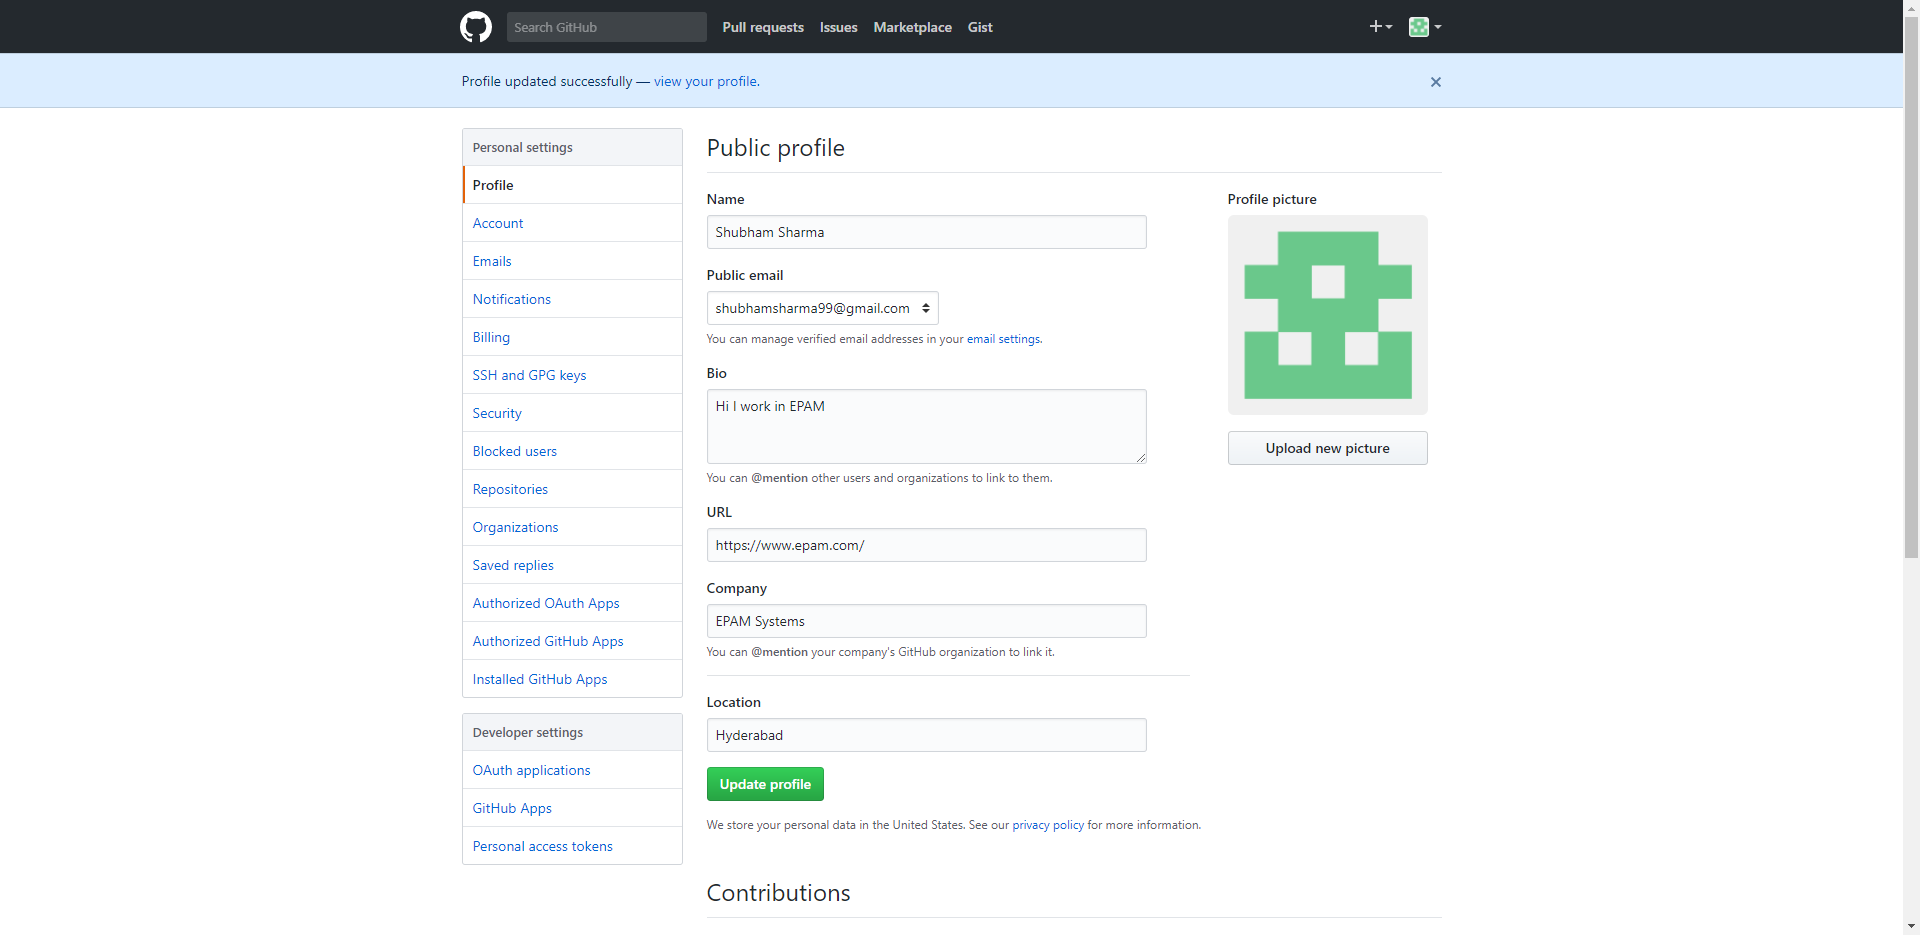 Search GitHub
Pull requests
Issues
Marketplace
Gist
Profile updated successfully — view your profile.
Personal settings
Profile
Account
Emails
Notifications
Billing
SSH and GPG keys
Security
Blocked users
Repositories
Organizations
Saved replies
Authorized OAuth Apps
Authorized GitHub Apps
Installed GitHub Apps
Developer settings
OAuth applications
GitHub Apps
Personal access tokens
Public profile
Name
Shubham Sharma
Public email
shubhamsharma99@gmail.com
You can manage verified email addresses in your email settings.
Bio
Hi I work in EPAM
You can @mention other users and organizations to link to them.
URL
https://www.epam.com/
Company
EPAM Systems
You can @mention your company's GitHub organization to link it.
Location
Hyderabad
Update profile
We store your personal data in the United States. See our privacy policy for more information.
Profile picture
Upload new picture
Contributions